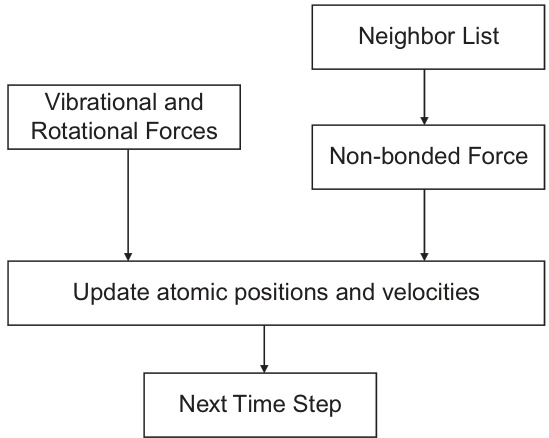 Neighbor List
Vibrational and
Rotational Forces
Non-bonded Force
Update atomic positions and velocities
Next Time Step